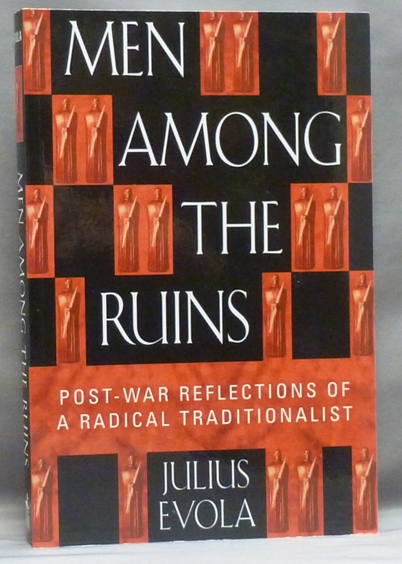 MEN
AMONG
THE
RUINS
POST-WAR REFLECTIONS OF
A RADICAL TRADITIONALIST
JULIUS
EVOLA
MEN AMONG THE RUINS